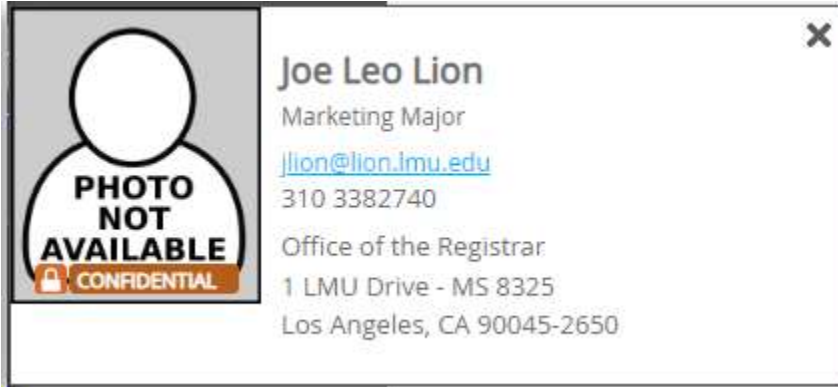 PHOTO
NOT
AVAILABLE
CONFIDENTIAL
Joe Leo Lion
Marketing Major
jlion@lion.lmu.edu
310 3382740
Office of the Registrar
1 LMU Drive - MS 8325
Los Angeles, CA 90045-2650